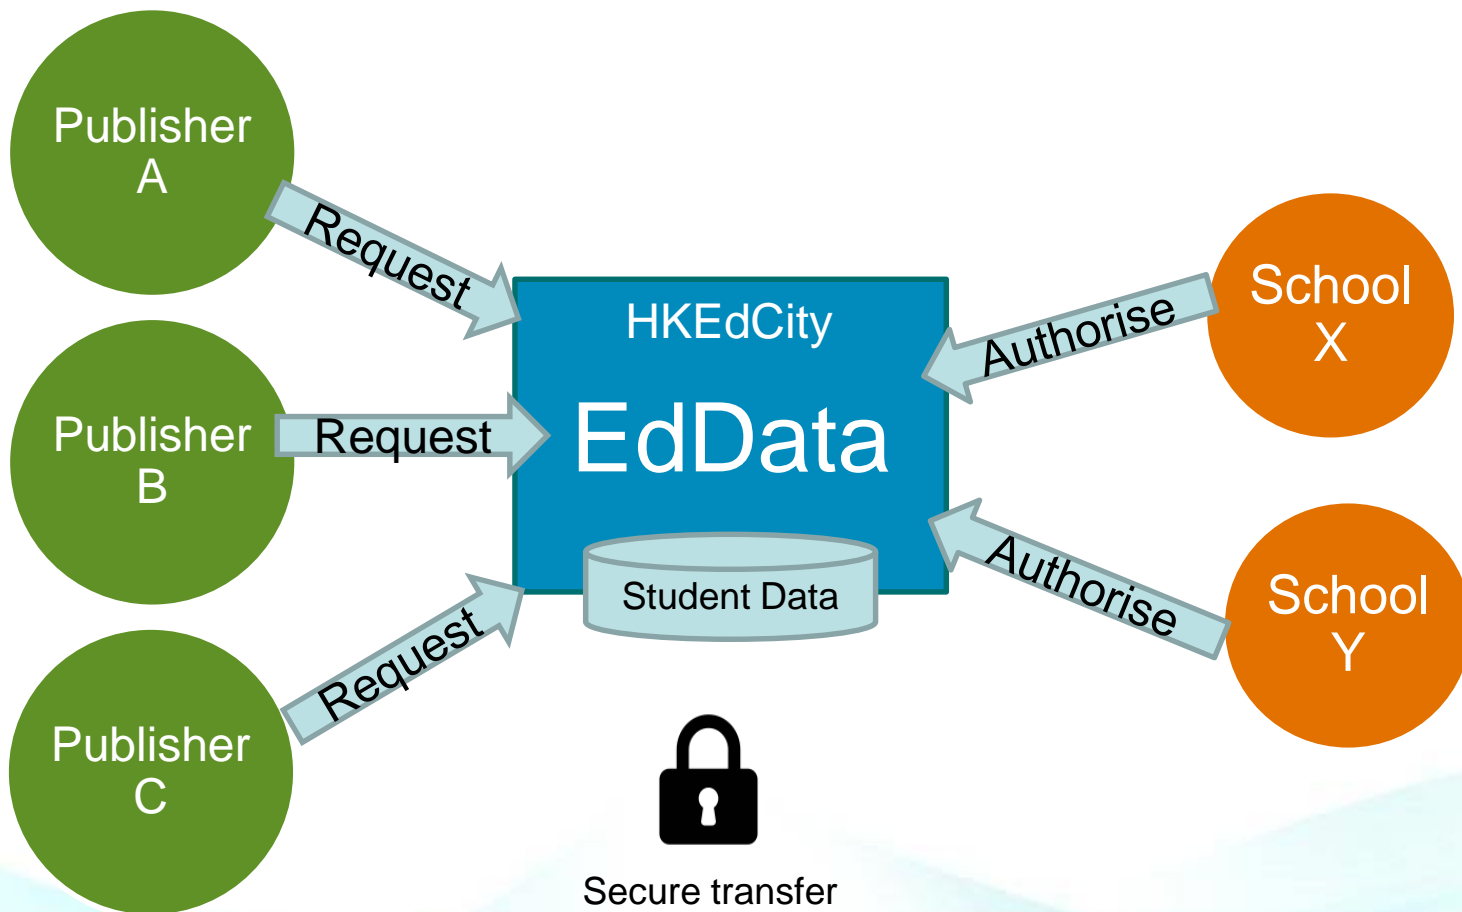 Publisher
A
Request
Publisher
B
Request
Publisher
C
Request
HKEdCity
EdData
Student Data
Authorise
School
X
Authorise
School
Y
Secure transfer